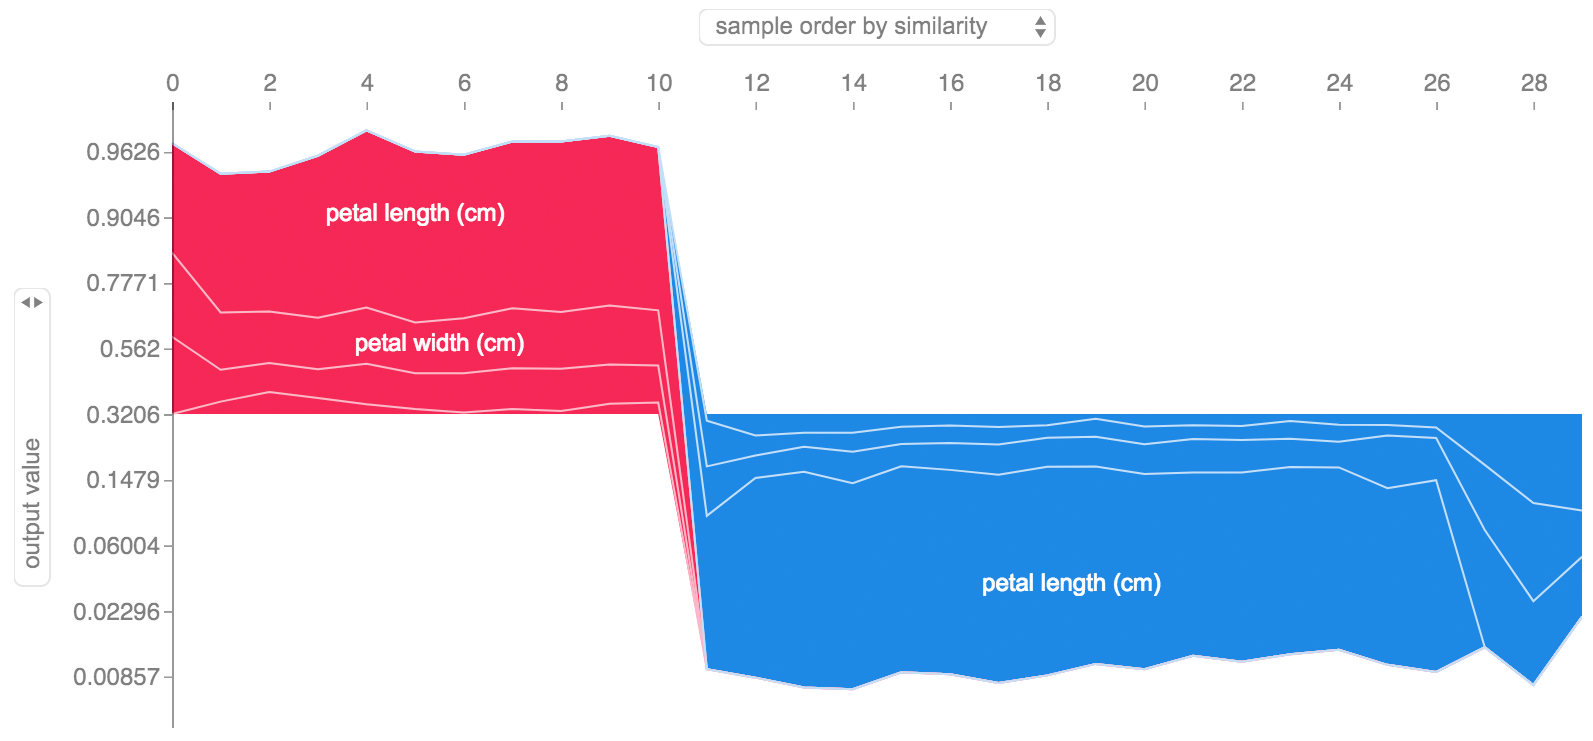 sample order by similarity
0 2 4 6 8 10 12 14 16 18 20 22 24 26 28
0.9626
petal length (cm)
0.9046
0.7771
petal width (cm)
0.562
0.3206
0.1479
output value
0.06004
petal length (cm)
0.02296
0.00857